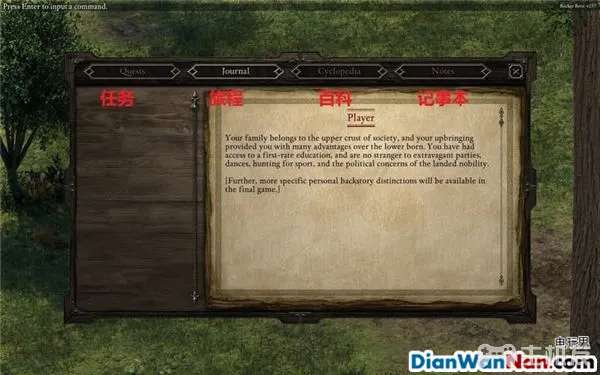 Press Enter to input a command.
Backer Beta v257
Quests Journal Cyclopedia Notes
任务 旅程 百科 记事本
Player
Your family belongs to the upper crust of society, and your upbringing
provided you with many advantages over the lower born. You have had
access to a first-rate education, and are no stranger to extravagant parties,
dances, hunting for sport, and the political concerns of the landed nobility.
[Further, more specific personal backstory distinctions will be available in
the final game.]
电玩男
DianWanNan.com